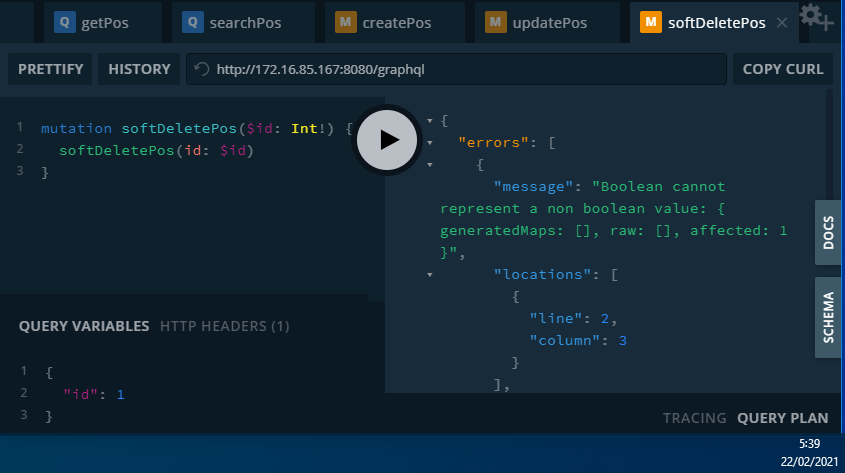 Q getPos
Q searchPos
M createPos
M updatePos
M softDeletePos
PRETTIFY
HISTORY
http://172.16.85.167:8080/graphql
COPY CURL
1 mutation softDeletePos($id: Int!) {
2 softDeletePos(id: $id)
3 }
{
"errors": [
{
"message": "Boolean cannot
represent a non boolean value: {
generatedMaps: [], raw: [], affected: 1
}",
"locations": [
{
"line": 2,
"column": 3
}
],
DOCS
SCHEMA
QUERY VARIABLES HTTP HEADERS (1)
1 {
2 "id": 1
3 }
TRACING QUERY PLAN
5:39
22/02/2021